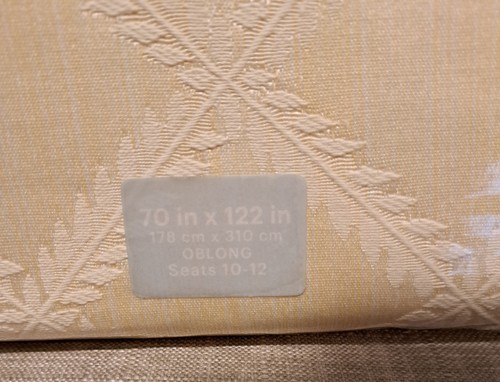 70 in x 122 in
178 cm x 310 cm
OBLONG
Seats 10-12